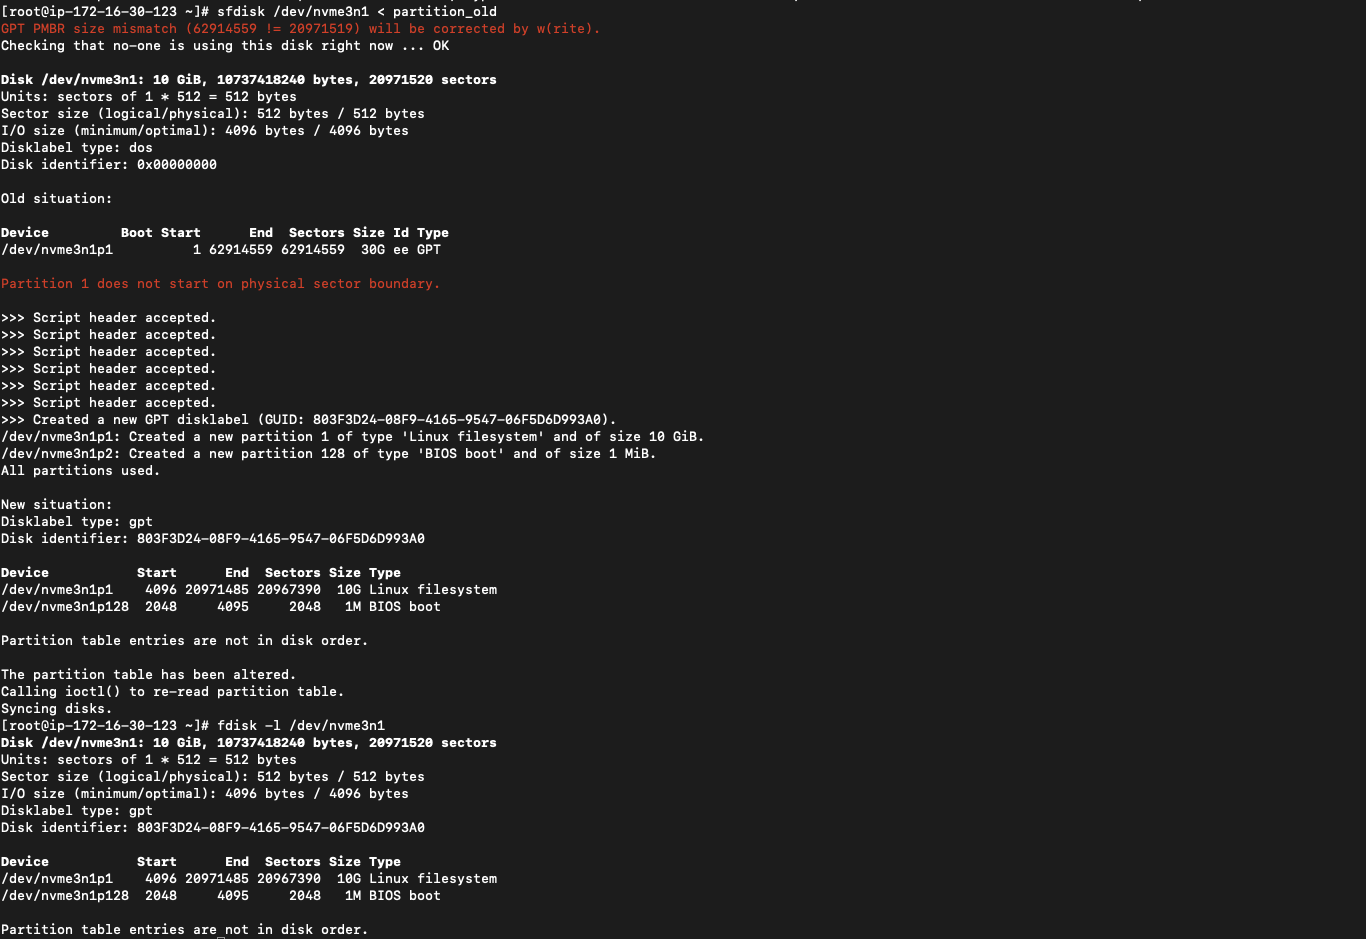 [root@ip-172-16-30-123 ~]# sfdisk /dev/nvme3n1 < partition_old
GPT PMBR size mismatch (62914559 != 20971519) will be corrected by w(rite).
Checking that no-one is using this disk right now ... OK
Disk /dev/nvme3n1: 10 GiB, 10737418240 bytes, 20971520 sectors
Units: sectors of 1 * 512 = 512 bytes
Sector size (logical/physical): 512 bytes / 512 bytes
I/O size (minimum/optimal): 4096 bytes / 4096 bytes
Disklabel type: dos
Disk identifier: 0x00000000
Old situation:
Device         Boot Start      End  Sectors Size Id Type
/dev/nvme3n1p1          1 62914559 62914559  30G ee GPT
Partition 1 does not start on physical sector boundary.
>>> Script header accepted.
>>> Script header accepted.
>>> Script header accepted.
>>> Script header accepted.
>>> Script header accepted.
>>> Script header accepted.
>>> Created a new GPT disklabel (GUID: 803F3D24-08F9-4165-9547-06F5D6D993A0).
/dev/nvme3n1p1: Created a new partition 1 of type 'Linux filesystem' and of size 10 GiB.
/dev/nvme3n1p2: Created a new partition 128 of type 'BIOS boot' and of size 1 MiB.
All partitions used.
New situation:
Disklabel type: gpt
Disk identifier: 803F3D24-08F9-4165-9547-06F5D6D993A0
Device           Start      End  Sectors Size Type
/dev/nvme3n1p1    4096 20971485 20967390  10G Linux filesystem
/dev/nvme3n1p128  2048     4095     2048   1M BIOS boot
Partition table entries are not in disk order.
The partition table has been altered.
Calling ioctl() to re-read partition table.
Syncing disks.
[root@ip-172-16-30-123 ~]# fdisk -l /dev/nvme3n1
Disk /dev/nvme3n1: 10 GiB, 10737418240 bytes, 20971520 sectors
Units: sectors of 1 * 512 = 512 bytes
Sector size (logical/physical): 512 bytes / 512 bytes
I/O size (minimum/optimal): 4096 bytes / 4096 bytes
Disklabel type: gpt
Disk identifier: 803F3D24-08F9-4165-9547-06F5D6D993A0
Device           Start      End  Sectors Size Type
/dev/nvme3n1p1    4096 20971485 20967390  10G Linux filesystem
/dev/nvme3n1p128  2048     4095     2048   1M BIOS boot
Partition table entries are not in disk order.